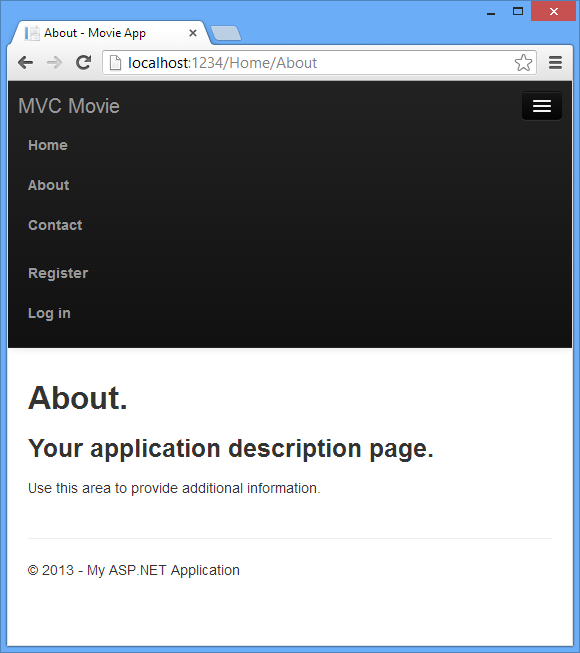 About - Movie App
localhost:1234/Home/About
MVC Movie
Home
About
Contact
Register
Log in
About.
Your application description page.
Use this area to provide additional information.
© 2013 - My ASP.NET Application